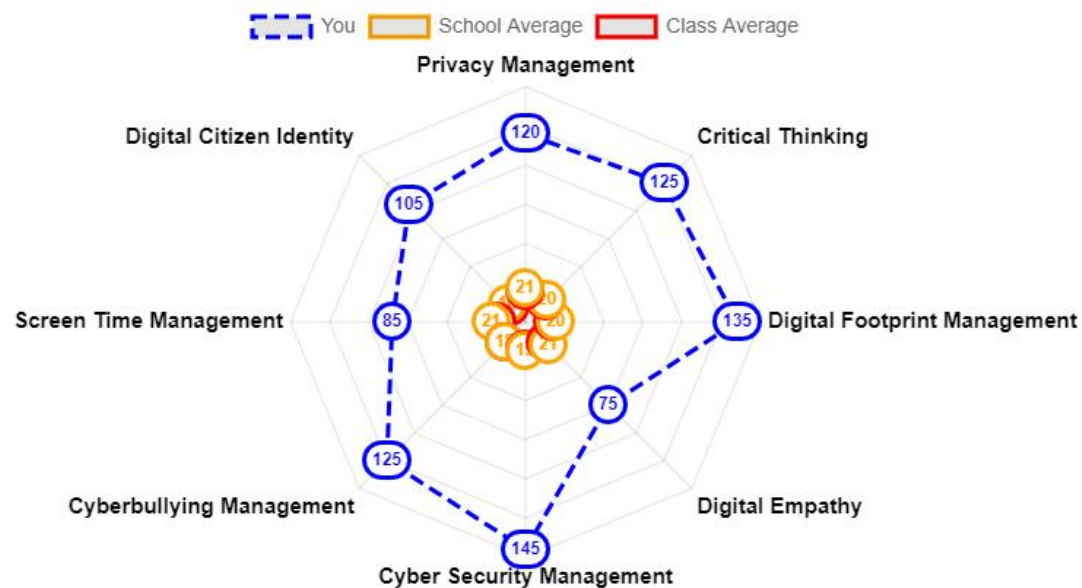 You School Average Class Average
Privacy Management
Digital Citizen Identity
Critical Thinking
120
125
105
21
20
Screen Time Management
85
21
20
135
Digital Footprint Management
21
75
125
Cyberbullying Management
Digital Empathy
145
Cyber Security Management